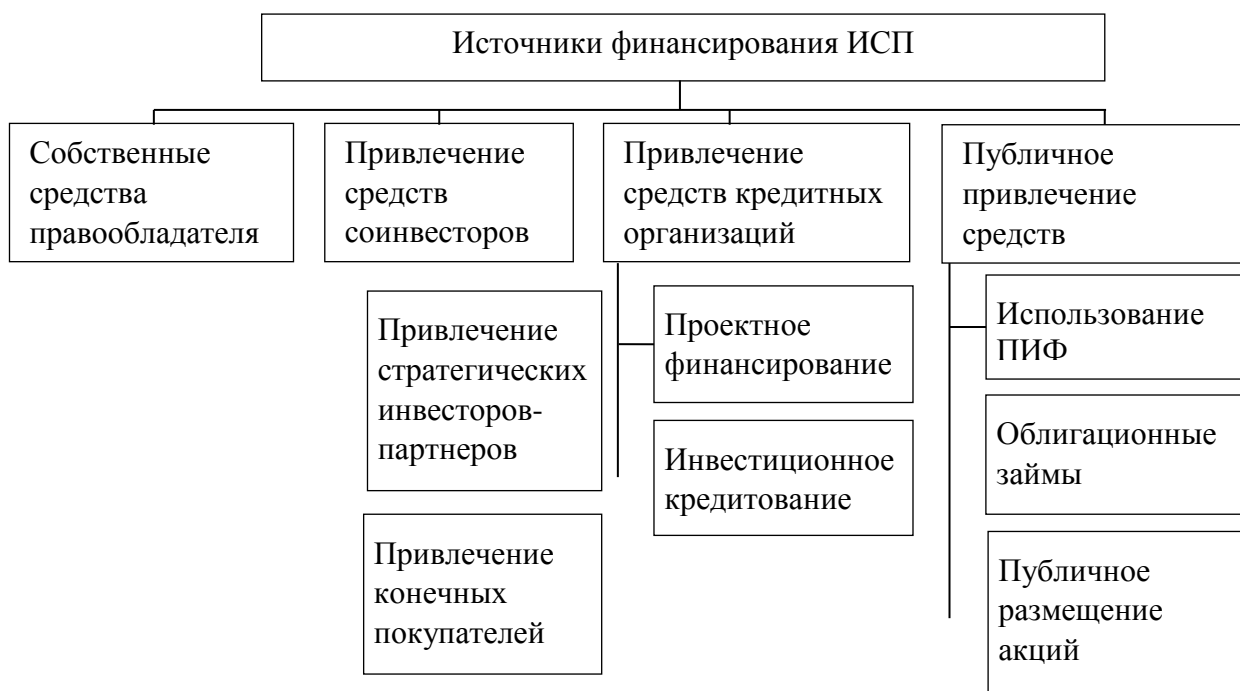 Источники финансирования ИСП
Собственные
средства
правообладателя
Привлечение
средств
соинвесторов
Привлечение
средств кредитных
организаций
Публичное
привлечение
средств
Привлечение
стратегических
инвесторов-
партнеров
Привлечение
конечных
покупателей
Проектное
финансирование
Инвестиционное
кредитование
Использование
ПИФ
Облигационные
займы
Публичное
размещение
акций